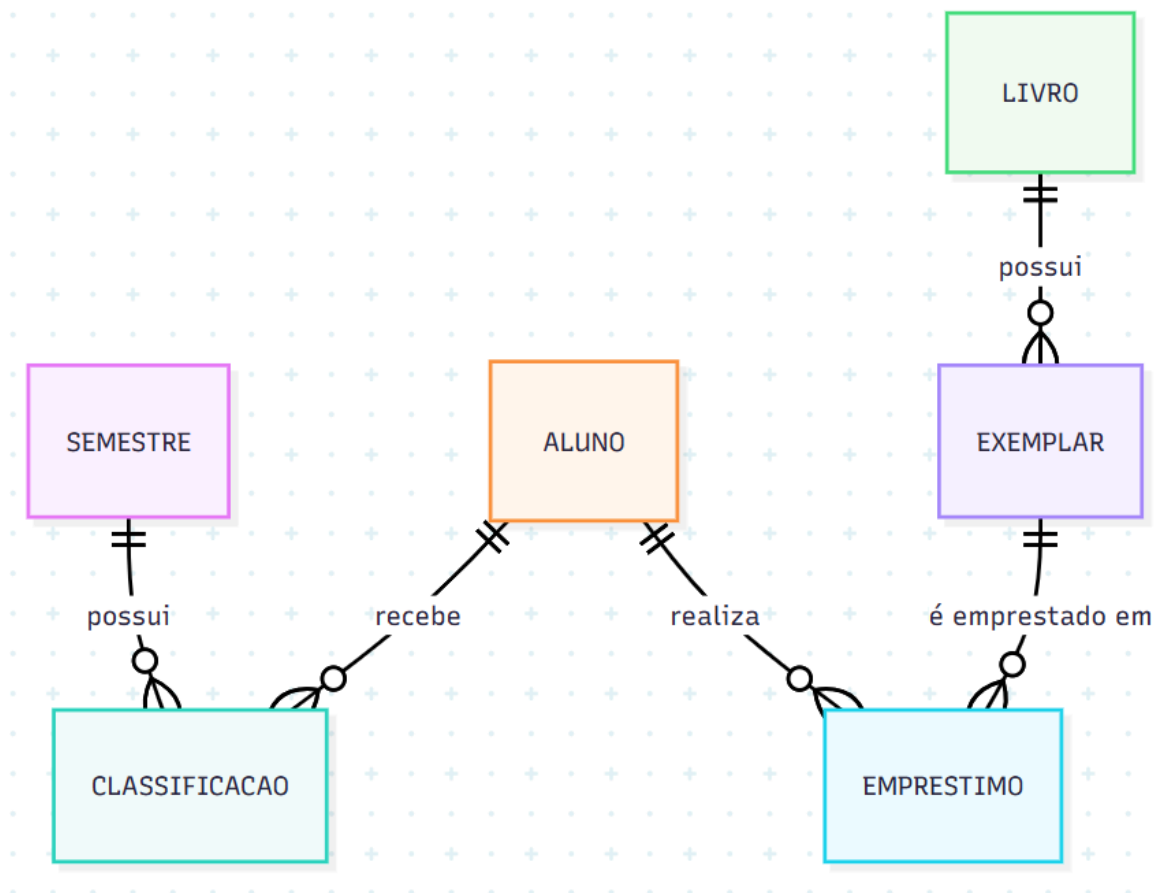 LIVRO
possui
SEMESTRE
ALUNO
EXEMPLAR
possui
recebe
realiza
é emprestado em
CLASSIFICACAO
EMPRESTIMO